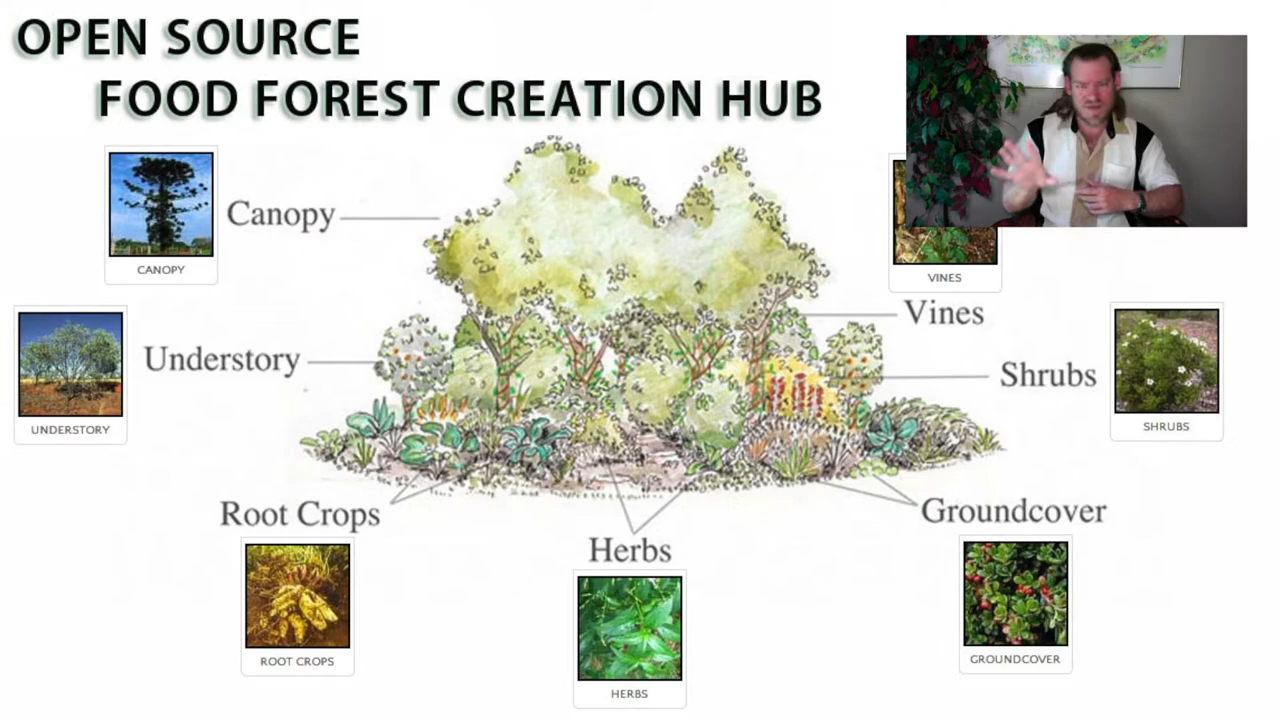 OPEN SOURCE
FOOD FOREST CREATION HUB
CANOPY
Canopy
VINES
Vines
UNDERSTORY
Understory
Shrubs
SHRUBS
Root Crops
Groundcover
Herbs
ROOT CROPS
HERBS
GROUNDCOVER